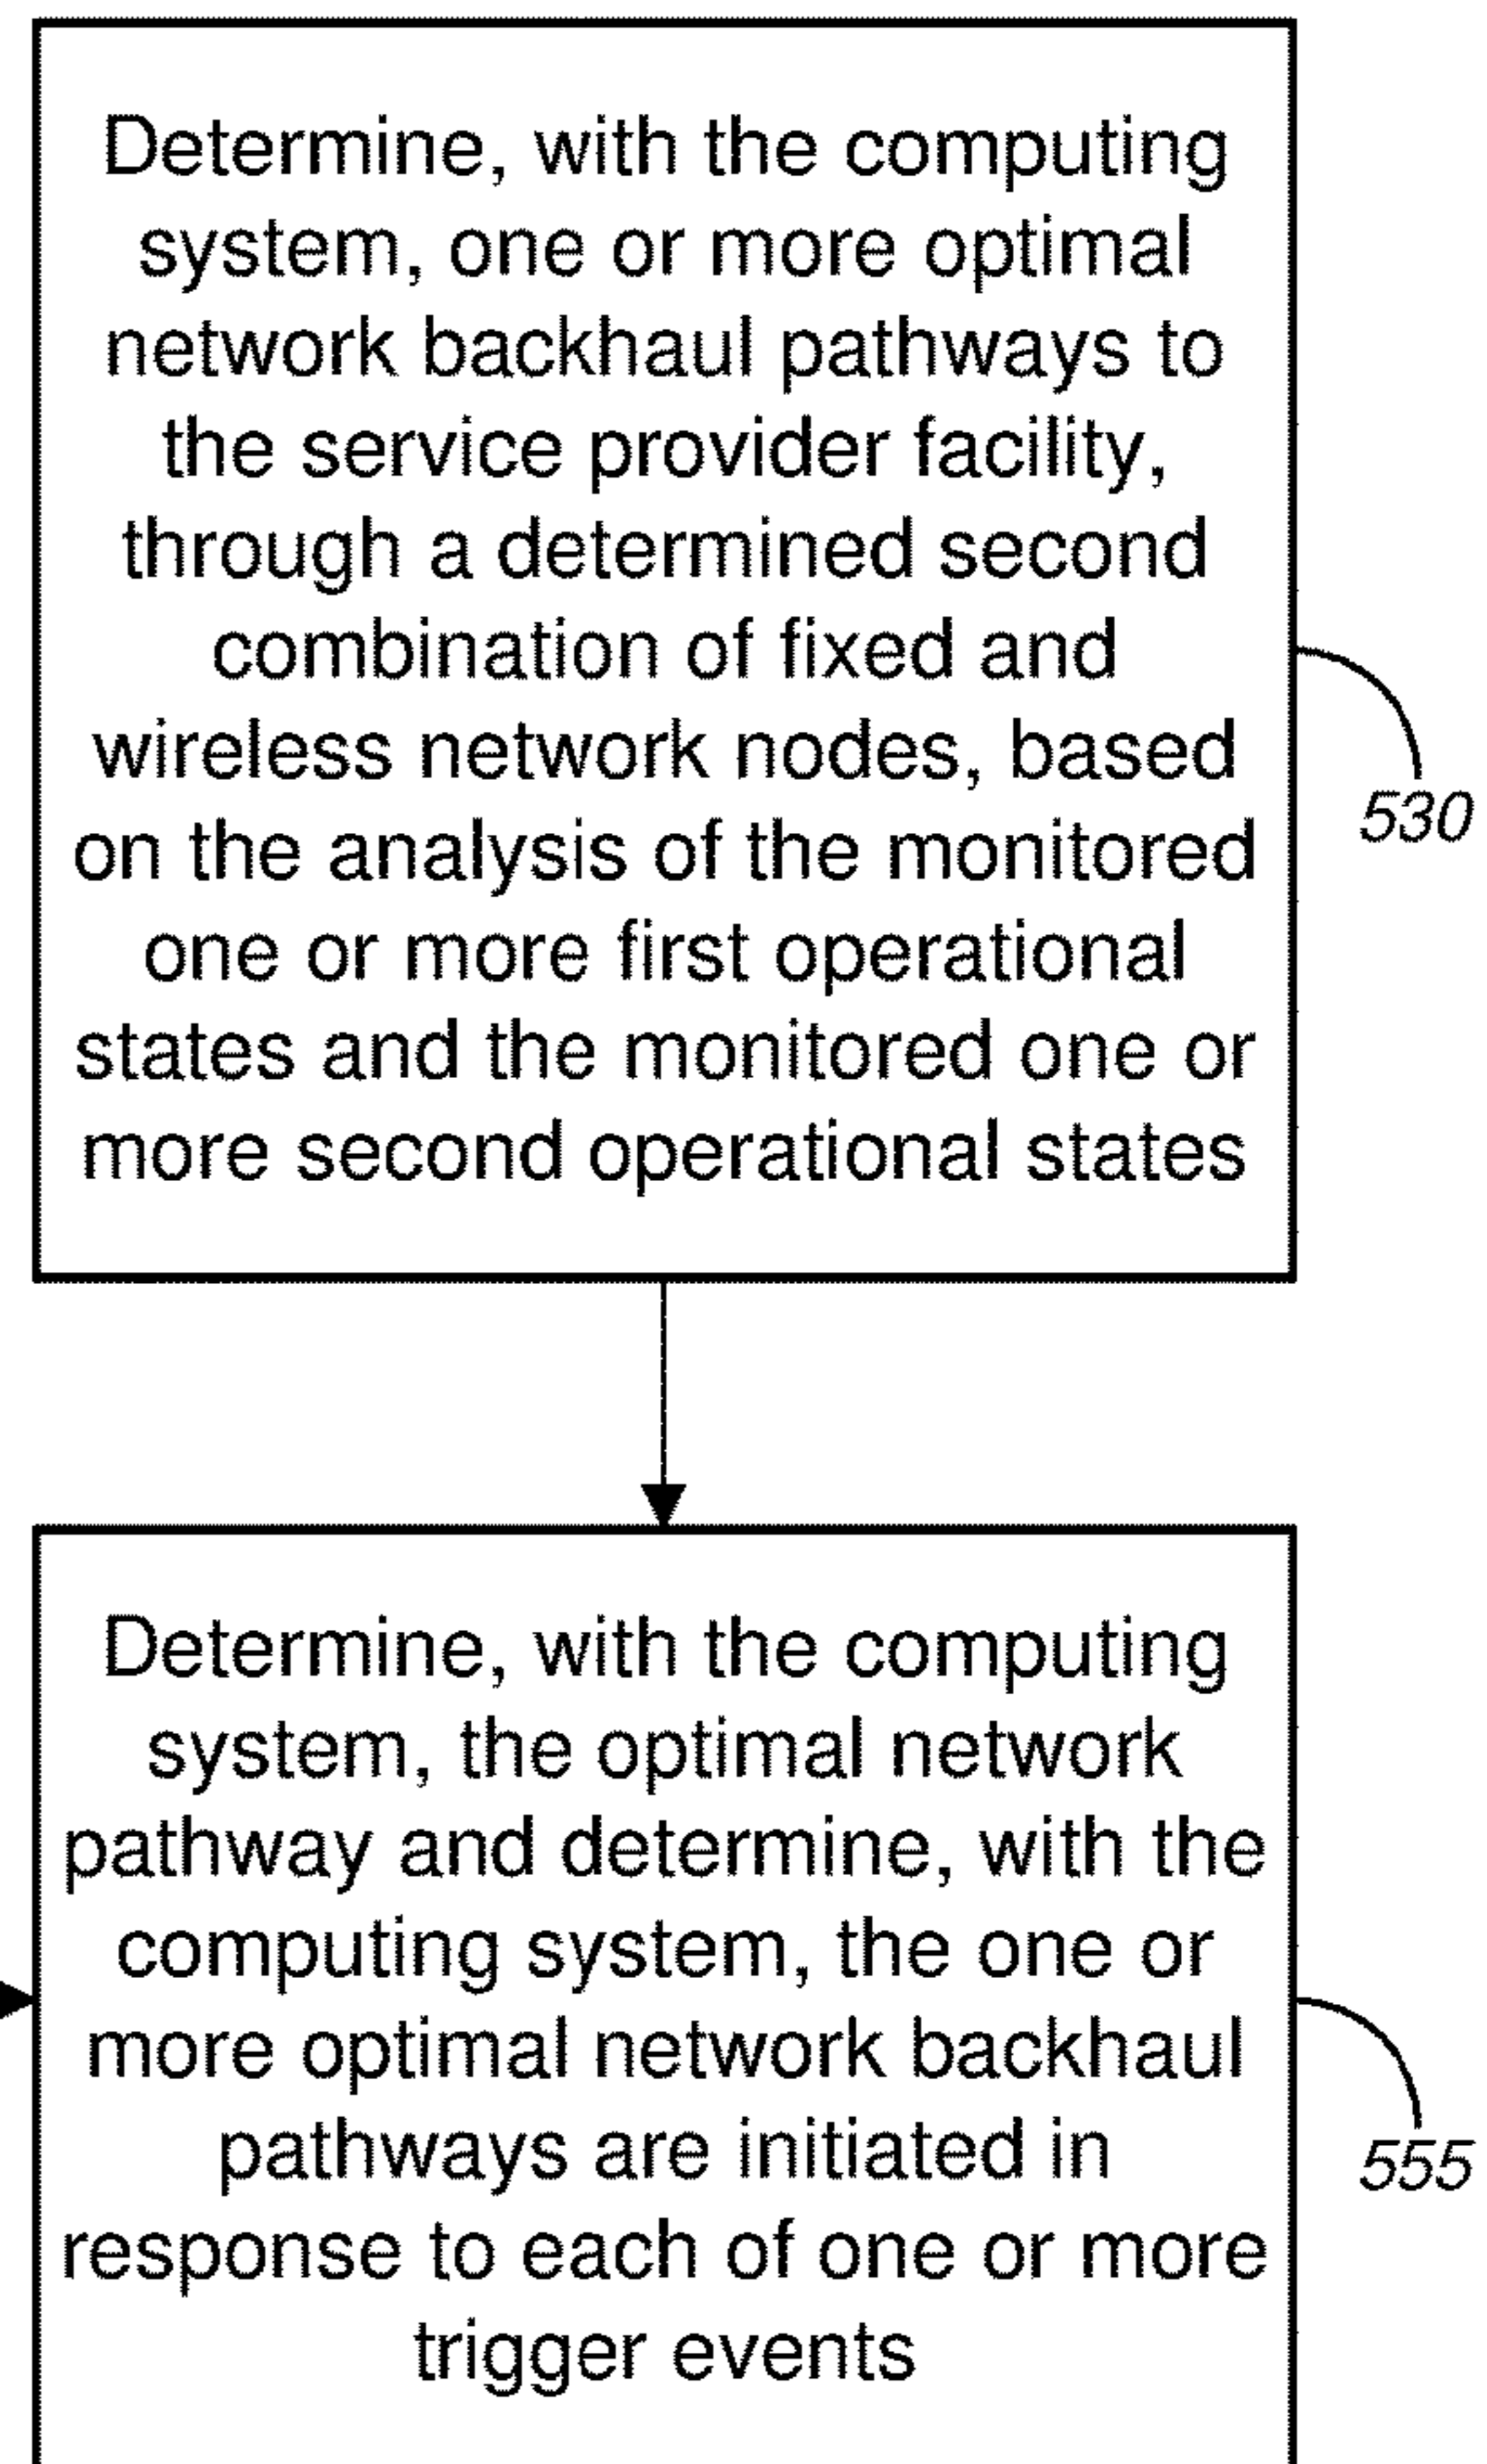 Determine, with the computing
system, one or more optimal
network backhaul pathways to
the service provider facility,
through a determined second
combination of fixed and
wireless network nodes, based
on the analysis of the monitored
one or more first operational
states and the monitored one or
more second operational states
530
Determine, with the computing
system, the optimal network
pathway and determine, with the
computing system, the one or
more optimal network backhaul
pathways are initiated in
response to each of one or more
trigger events
555